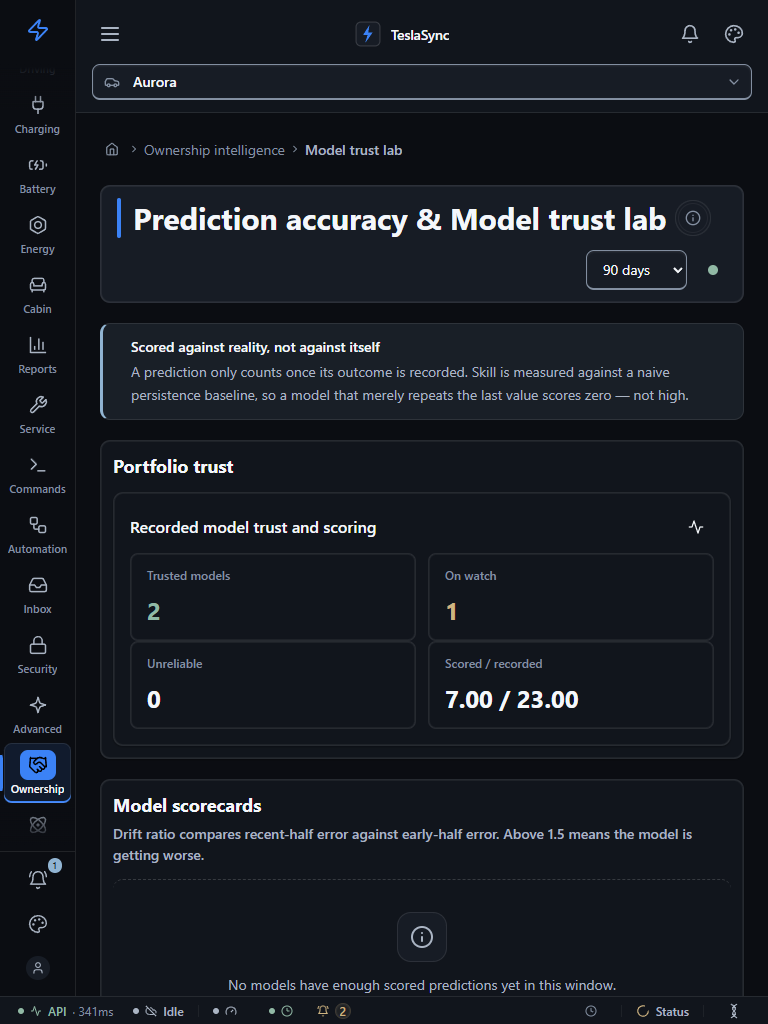 TeslaSync
Aurora
Charging
Battery
Energy
Cabin
Reports
Service
Commands
Automation
Inbox
Security
Advanced
Ownership
1
Ownership intelligence > Model trust lab
Prediction accuracy & Model trust lab
90 days
Scored against reality, not against itself
A prediction only counts once its outcome is recorded. Skill is measured against a naive
persistence baseline, so a model that merely repeats the last value scores zero — not high.
Portfolio trust
Recorded model trust and scoring
Trusted models
2
On watch
1
Unreliable
0
Scored / recorded
7.00 / 23.00
Model scorecards
Drift ratio compares recent-half error against early-half error. Above 1.5 means the model is
getting worse.
No models have enough scored predictions yet in this window.
API · 341ms
Idle
2
Status